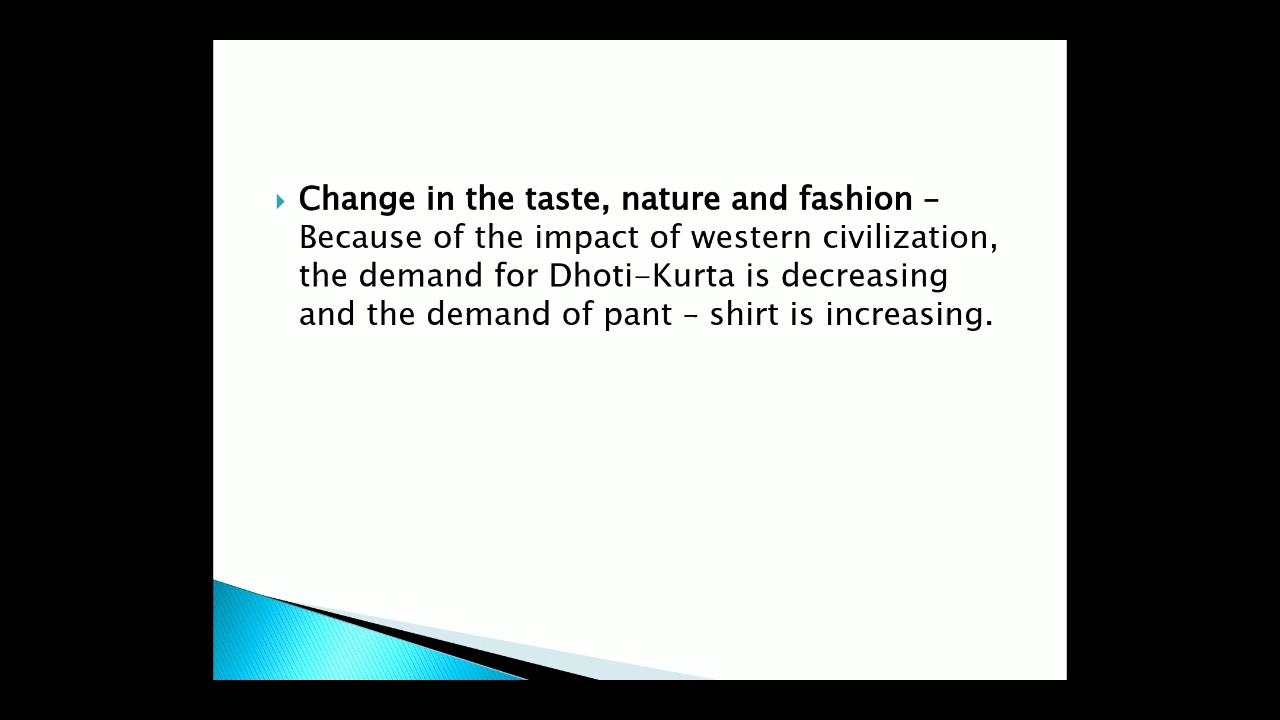 Change in the taste, nature and fashion –
Because of the impact of western civilization,
the demand for Dhoti-Kurta is decreasing
and the demand of pant – shirt is increasing.